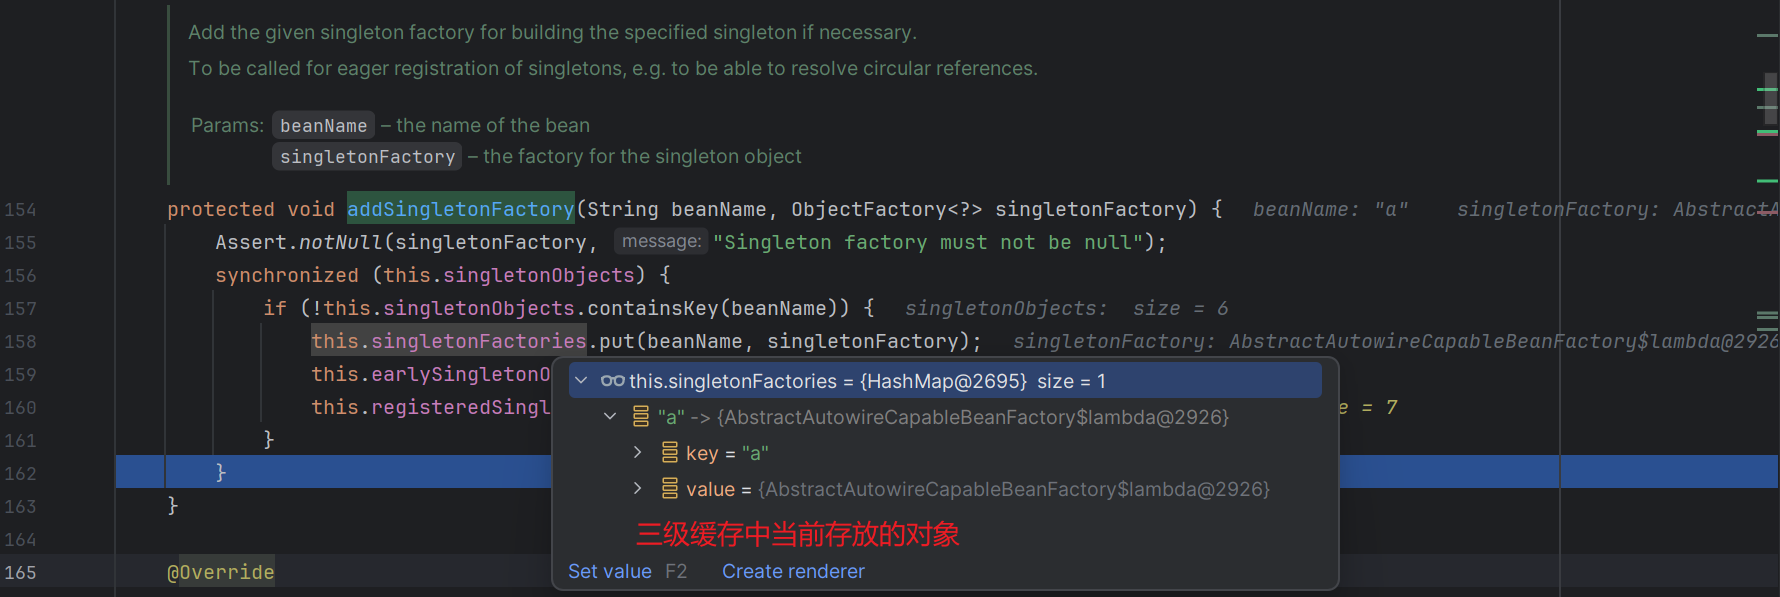 Add the given singleton factory for building the specified singleton if necessary.
To be called for eager registration of singletons, e.g. to be able to resolve circular references.
Params: beanName – the name of the bean
singletonFactory – the factory for the singleton object
154 protected void addSingletonFactory(String beanName, ObjectFactory<?> singletonFactory) { beanName: "a" singletonFactory: AbstractA
155 Assert.notNull(singletonFactory, message: "Singleton factory must not be null");
156 synchronized (this.singletonObjects) {
157 if (!this.singletonObjects.containsKey(beanName)) { singletonObjects: size = 6
158 this.singletonFactories.put(beanName, singletonFactory); singletonFactory: AbstractAutowireCapableBeanFactory$lambda@2926
159 this.earlySingletonO
this.singletonFactories = {HashMap@2695} size = 1
160 this.registeredSingl e = 7
"a" -> {AbstractAutowireCapableBeanFactory$lambda@2926}
161 }
key = "a"
162 }
value = {AbstractAutowireCapableBeanFactory$lambda@2926}
163 }
三级缓存中当前存放的对象
164
165 @Override
Set value F2 Create renderer